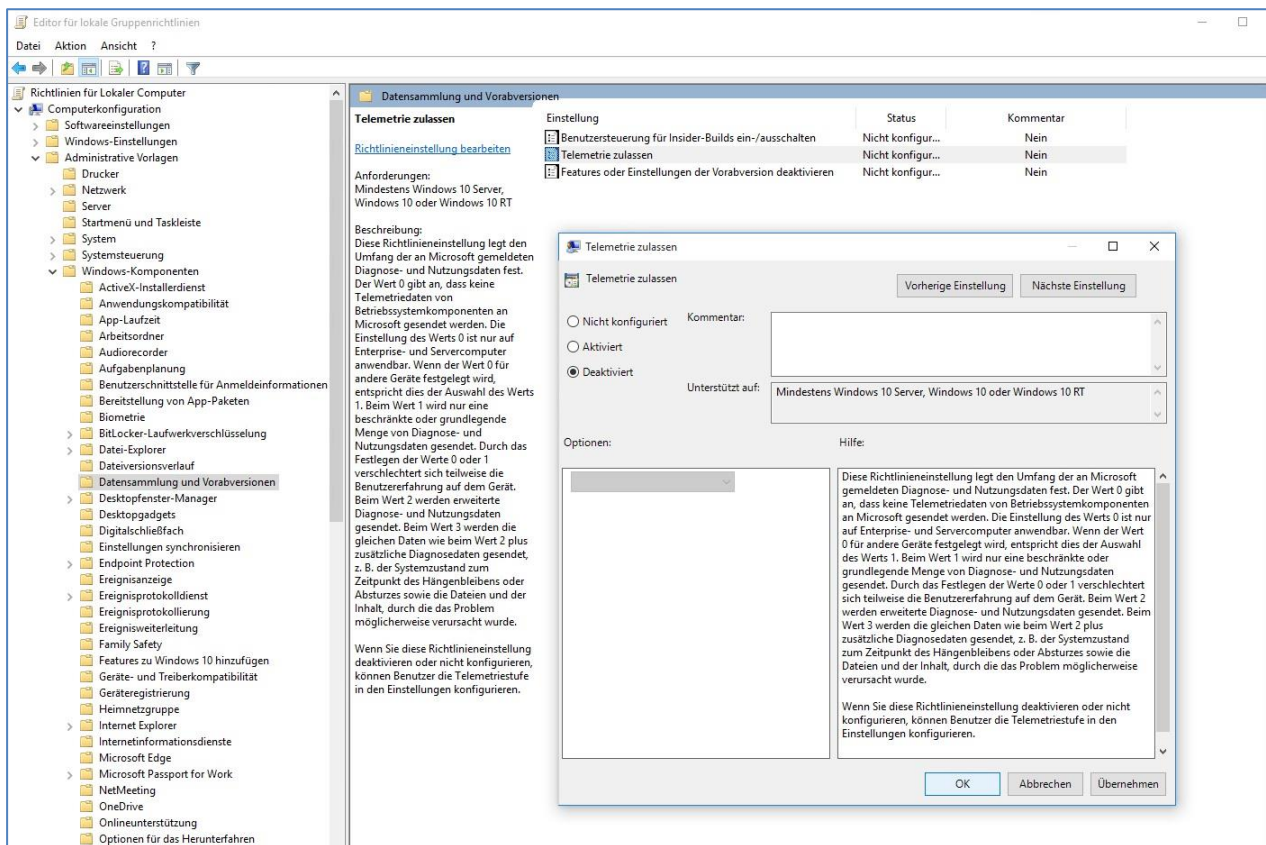 Editor für lokale Gruppenrichtlinien
Datei Aktion Ansicht ?
Richtlinien für Lokaler Computer
Computerkonfiguration
Softwareeinstellungen
Windows-Einstellungen
Administrative Vorlagen
Drucker
Netzwerk
Server
Startmenü und Taskleiste
System
Systemsteuerung
Windows-Komponenten
ActiveX-Installerdienst
Anwendungskompatibilität
App-Laufzeit
Arbeitsordner
Audiorecorder
Aufgabenplanung
Benutzerschnittstelle für Anmeldeinformationen
Bereitstellung von App-Paketen
Biometrie
BitLocker-Laufwerkverschlüsselung
Datei-Explorer
Dateiversionsverlauf
Datensammlung und Vorabversionen
Desktopfenster-Manager
Desktopgadgets
Digitalschließfach
Einstellungen synchronisieren
Endpoint Protection
Ereignisanzeige
Ereignisprotokolldienst
Ereignisprotokollierung
Ereignisweiterleitung
Family Safety
Features zu Windows 10 hinzufügen
Geräte- und Treiberkompatibilität
Geräteregistrierung
Heimnetzgruppe
Internet Explorer
Internetinformationsdienste
Microsoft Edge
Microsoft Passport for Work
NetMeeting
OneDrive
Onlineunterstützung
Optionen für das Herunterfahren
Datensammlung und Vorabversionen
Telemetrie zulassen
Richtlinieneinstellung bearbeiten
Anforderungen:
Mindestens Windows 10 Server,
Windows 10 oder Windows 10 RT
Beschreibung:
Diese Richtlinieneinstellung legt den
Umfang der an Microsoft gemeldeten
Diagnose- und Nutzungsdaten fest.
Der Wert 0 gibt an, dass keine
Telemetriedaten von
Betriebssystemkomponenten an
Microsoft gesendet werden. Die
Einstellung des Werts 0 ist nur auf
Enterprise- und Servercomputer
anwendbar. Wenn der Wert 0 für
andere Geräte festgelegt wird,
entspricht dies der Auswahl des Werts
1. Beim Wert 1 wird nur eine
beschränkte oder grundlegende
Menge von Diagnose- und
Nutzungsdaten gesendet. Durch das
Festlegen der Werte 0 oder 1
verschlechtert sich teilweise die
Benutzererfahrung auf dem Gerät.
Beim Wert 2 werden erweiterte
Diagnose- und Nutzungsdaten
gesendet. Beim Wert 3 werden die
gleichen Daten wie beim Wert 2 plus
zusätzliche Diagnosedaten gesendet,
z. B. der Systemzustand zum
Zeitpunkt des Hängenbleibens oder
Absturzes sowie die Dateien und der
Inhalt, durch die das Problem
möglicherweise verursacht wurde.
Wenn Sie diese Richtlinieneinstellung
deaktivieren oder nicht konfigurieren,
können Benutzer die Telemetriestufe
in den Einstellungen konfigurieren.
Einstellung Status Kommentar
Benutzersteuerung für Insider-Builds ein-/ausschalten Nicht konfigur... Nein
Telemetrie zulassen Nicht konfigur... Nein
Features oder Einstellungen der Vorabversion deaktivieren Nicht konfigur... Nein
Telemetrie zulassen
Telemetrie zulassen
Vorherige Einstellung Nächste Einstellung
Nicht konfiguriert Kommentar:
Aktiviert
Deaktiviert
Unterstützt auf: Mindestens Windows 10 Server, Windows 10 oder Windows 10 RT
Optionen: Hilfe:
Diese Richtlinieneinstellung legt den Umfang der an Microsoft
gemeldeten Diagnose- und Nutzungsdaten fest. Der Wert 0 gibt
an, dass keine Telemetriedaten von Betriebssystemkomponenten
an Microsoft gesendet werden. Die Einstellung des Werts 0 ist nur
auf Enterprise- und Servercomputer anwendbar. Wenn der Wert
0 für andere Geräte festgelegt wird, entspricht dies der Auswahl
des Werts 1. Beim Wert 1 wird nur eine beschränkte oder
grundlegende Menge von Diagnose- und Nutzungsdaten
gesendet. Durch das Festlegen der Werte 0 oder 1 verschlechtert
sich teilweise die Benutzererfahrung auf dem Gerät. Beim Wert 2
werden erweiterte Diagnose- und Nutzungsdaten gesendet. Beim
Wert 3 werden die gleichen Daten wie beim Wert 2 plus
zusätzliche Diagnosedaten gesendet, z. B. der Systemzustand
zum Zeitpunkt des Hängenbleibens oder Absturzes sowie die
Dateien und der Inhalt, durch die das Problem möglicherweise
verursacht wurde.
Wenn Sie diese Richtlinieneinstellung deaktivieren oder nicht
konfigurieren, können Benutzer die Telemetriestufe in den
Einstellungen konfigurieren.
OK Abbrechen Übernehmen